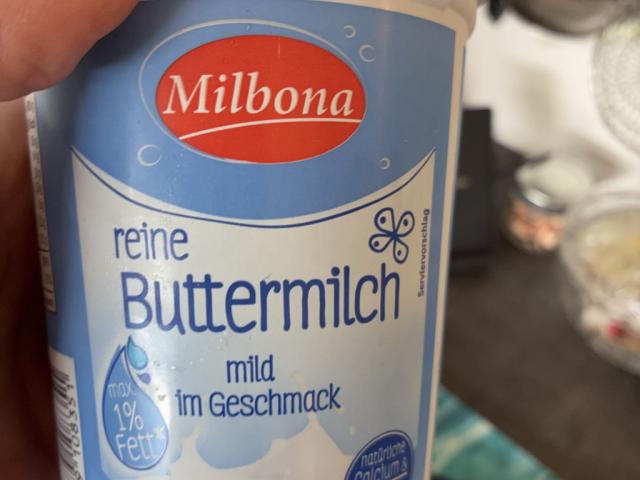 Milbona
reine
Buttermilch
mild
im Geschmack
max.
1%
Fett*
Serviervorschlag
natürliche
Calcium &